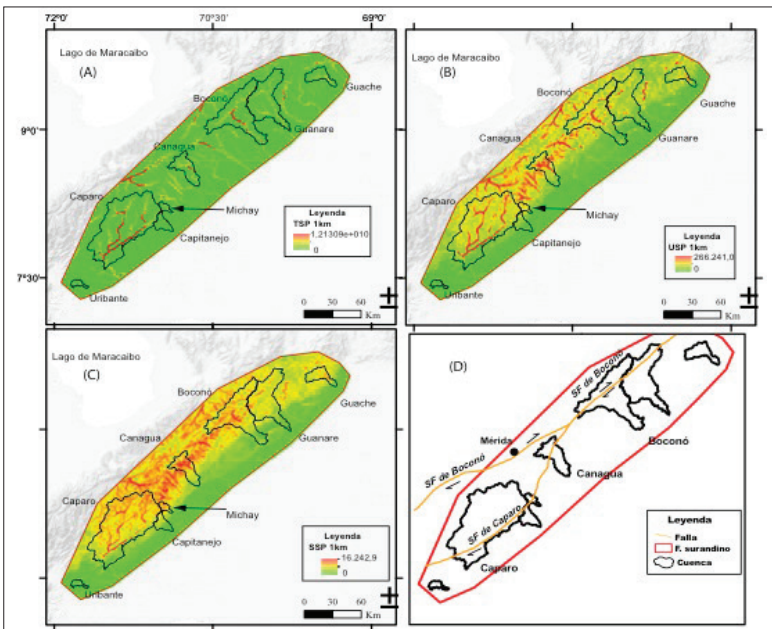 72°0'
70°30'
69°0'
Lago de Maracaibo
(A)
Boconó
Guache
9°0'
Guanare
Canagua
Caparo
Michay
Leyenda
TSP 1km
1,21309e+010
0
Capitanejo
7°30'
Uribante
0 30 60
Km
Lago de Maracaibo
(B)
Boconó
Guache
Guanare
Canagua
Caparo
Michay
Leyenda
USP 1km
266.241,0
0
Capitanejo
Uribante
0 30 60
Km
Lago de Maracaibo
(C)
Boconó
Guache
Guanare
Canagua
Caparo
Michay
Capitanejo
Leyenda
SSP 1km
16.242,9
0
Uribante
0 30 60
Km
(D)
SF de Boconó
Mérida
Boconó
SF de Boconó
Canagua
SF de Caparo
Caparo
Leyenda
Falla
F. surandino
Cuenca